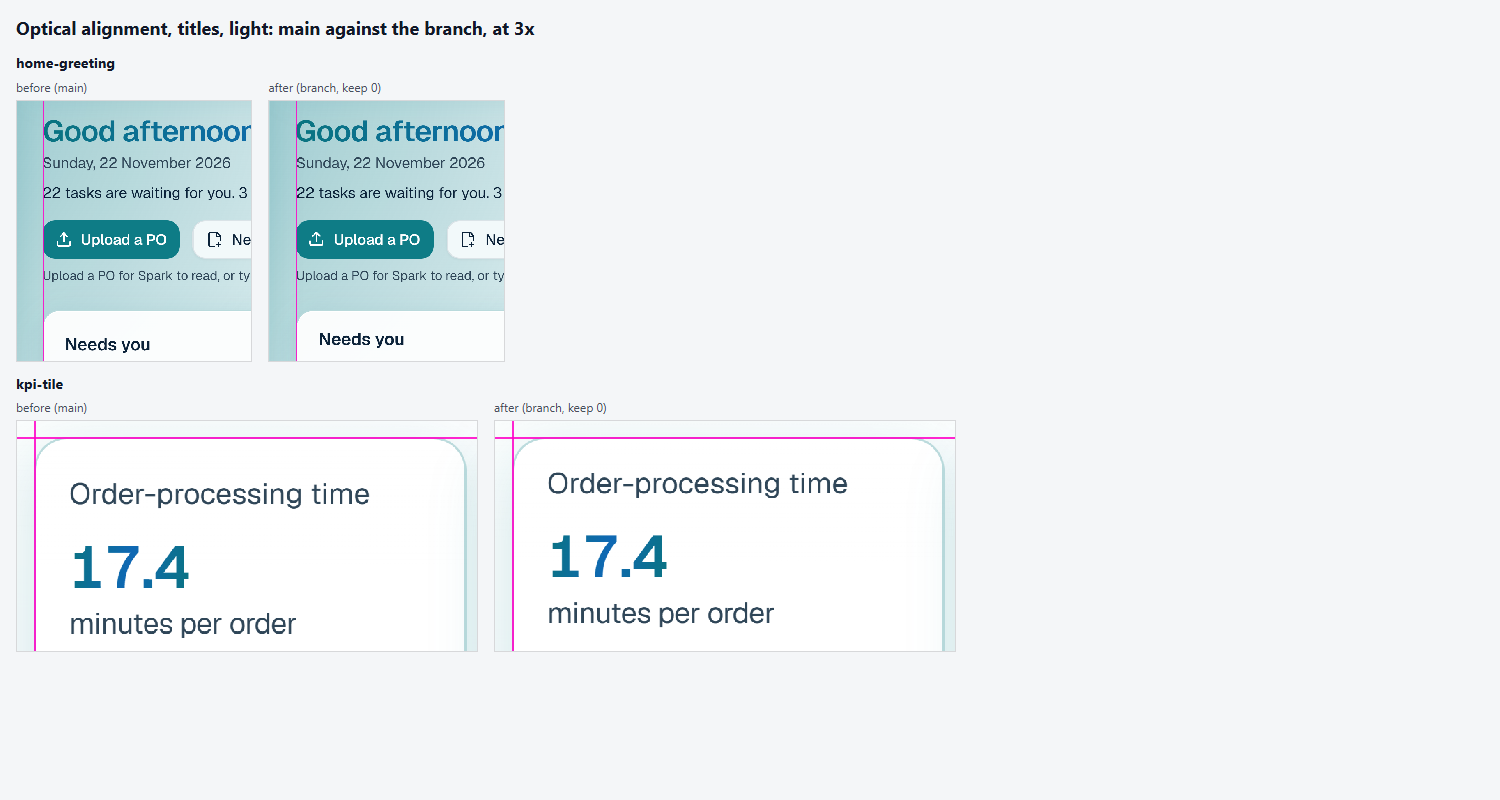 Optical alignment, titles, light: main against the branch, at 3x
home-greeting
before (main)
after (branch, keep 0)
Good afternoon
Sunday, 22 November 2026
22 tasks are waiting for you. 3
Upload a PO
Ne
Upload a PO for Spark to read, or ty
Needs you
Good afternoon
Sunday, 22 November 2026
22 tasks are waiting for you. 3
Upload a PO
Ne
Upload a PO for Spark to read, or ty
Needs you
kpi-tile
before (main)
after (branch, keep 0)
Order-processing time
17.4
minutes per order
Order-processing time
17.4
minutes per order